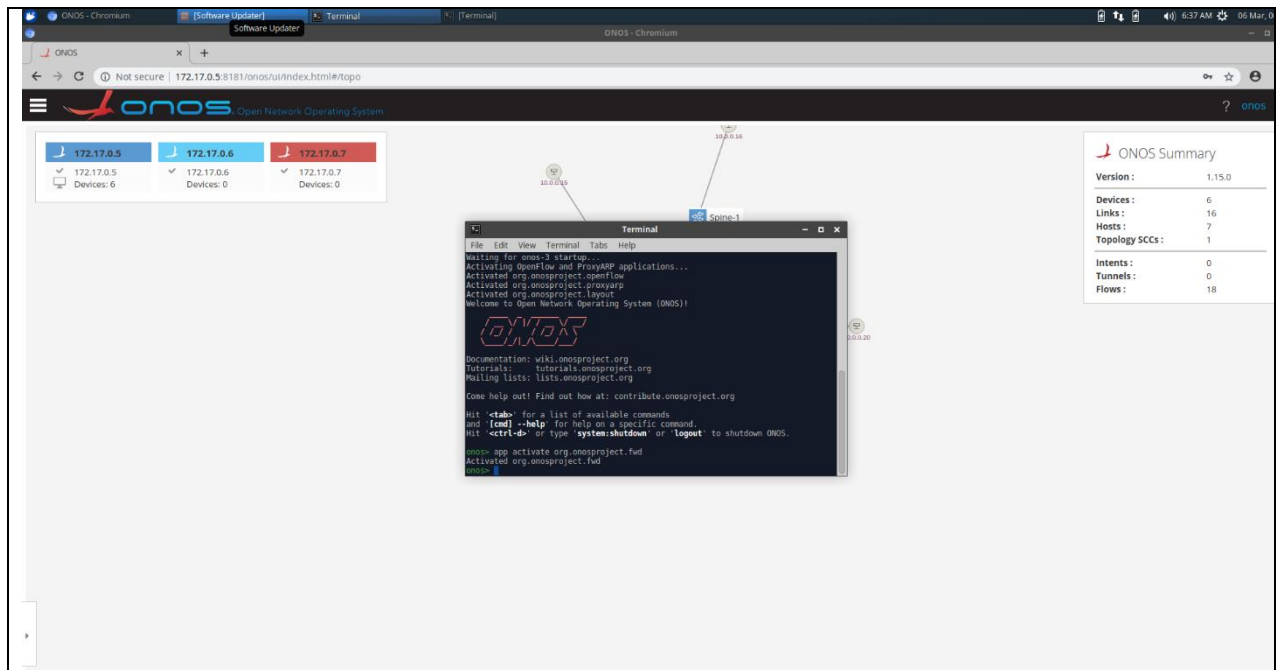 ONOS - Chromium
[Software Updater]
Terminal
[Terminal]
6:37 AM
06 Mar, 0
Software Updater
ONOS - Chromium
ONOS
Not secure | 172.17.0.5:8181/onos/ui/index.html#/topo
onos. Open Network Operating System
? onos
172.17.0.5
172.17.0.5
Devices: 6
172.17.0.6
172.17.0.6
Devices: 0
172.17.0.7
172.17.0.7
Devices: 0
10.0.0.16
Spine-1
ONOS Summary
Version : 1.15.0
Devices : 6
Links : 16
Hosts : 7
Topology SCCs : 1
Intents : 0
Tunnels : 0
Flows : 18
Terminal
File Edit View Terminal Tabs Help
Waiting for onos-3 startup...
Activating OpenFlow and ProxyARP applications...
Activated org.onosproject.openflow
Activated org.onosproject.proxyarp
Activated org.onosproject.layout
Welcome to Open Network Operating System (ONOS)!
Documentation: wiki.onosproject.org
Tutorials: tutorials.onosproject.org
Mailing lists: lists.onosproject.org
Come help out! Find out how at: contribute.onosproject.org
Hit '<tab>' for a list of available commands
and '[cmd] --help' for help on a specific command.
Hit '<ctrl-d>' or type 'system:shutdown' or 'logout' to shutdown ONOS.
onos> app activate org.onosproject.fwd
Activated org.onosproject.fwd
onos>
0.0.0.20